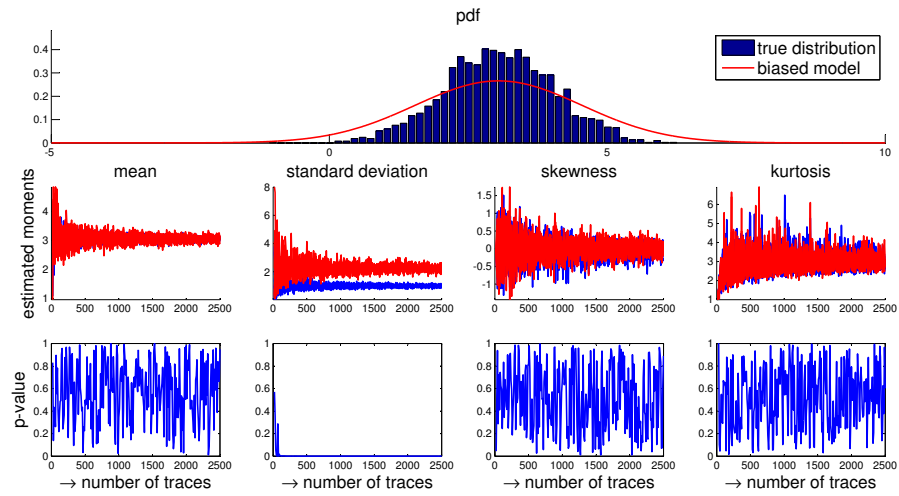 pdf
true distribution
biased model
0.4
0.3
0.2
0.1
0
-5 0 5 10
mean standard deviation skewness kurtosis
estimated moments
4
3
2
1
0 500 1000 1500 2000 2500
8
6
4
2
0 500 1000 1500 2000 2500
1.5
1
0.5
0
-0.5
-1
0 500 1000 1500 2000 2500
6
5
4
3
2
1
0 500 1000 1500 2000 2500
p-value
1
0.8
0.6
0.4
0.2
0
0 500 1000 1500 2000 2500
→ number of traces
1
0.8
0.6
0.4
0.2
0
0 500 1000 1500 2000 2500
→ number of traces
1
0.8
0.6
0.4
0.2
0
0 500 1000 1500 2000 2500
→ number of traces
1
0.8
0.6
0.4
0.2
0
0 500 1000 1500 2000 2500
→ number of traces